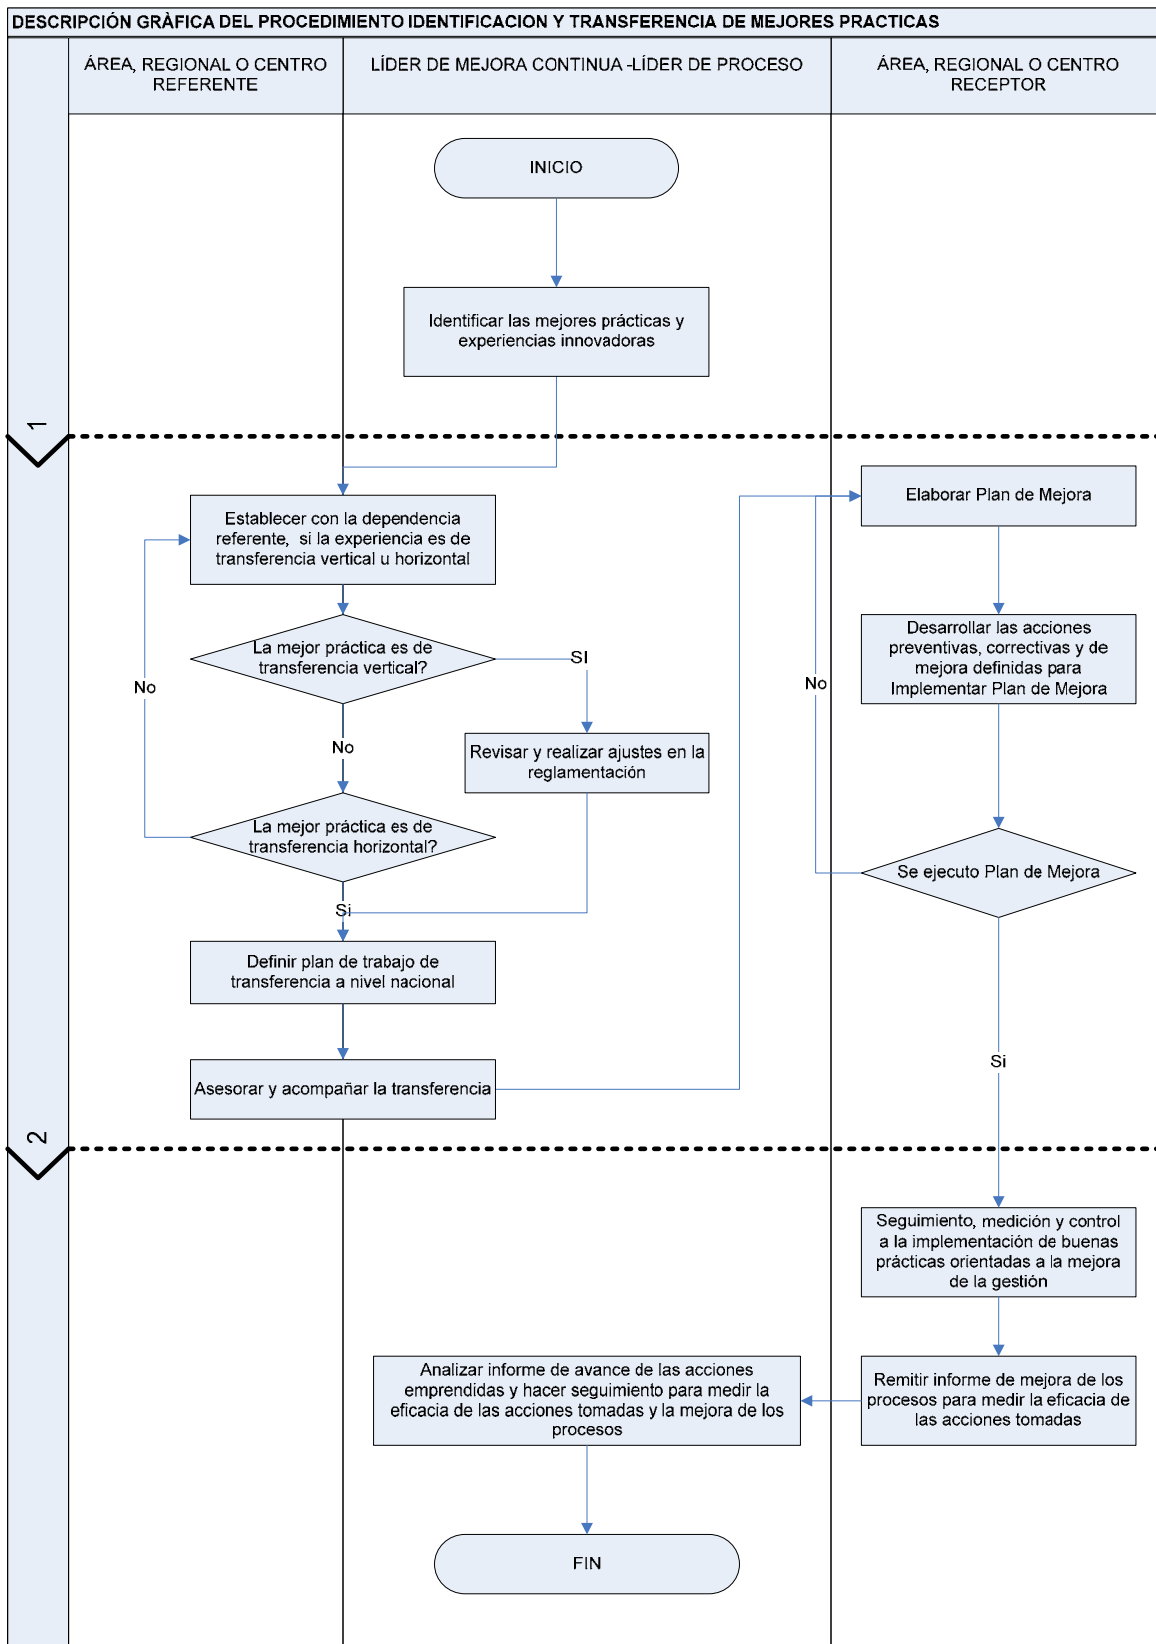 DESCRIPCIÓN GRÀFICA DEL PROCEDIMIENTO IDENTIFICACION Y TRANSFERENCIA DE MEJORES PRACTICAS
ÁREA, REGIONAL O CENTRO
REFERENTE
LÍDER DE MEJORA CONTINUA -LÍDER DE PROCESO
ÁREA, REGIONAL O CENTRO
RECEPTOR
INICIO
Identificar las mejores prácticas y
experiencias innovadoras
1
Establecer con la dependencia
referente, si la experiencia es de
transferencia vertical u horizontal
La mejor práctica es de
transferencia vertical?
SI
No
No
Revisar y realizar ajustes en la
reglamentación
La mejor práctica es de
transferencia horizontal?
Si
Definir plan de trabajo de
transferencia a nivel nacional
Asesorar y acompañar la transferencia
Elaborar Plan de Mejora
Desarrollar las acciones
preventivas, correctivas y de
mejora definidas para
Implementar Plan de Mejora
No
Se ejecuto Plan de Mejora
Si
2
Seguimiento, medición y control
a la implementación de buenas
prácticas orientadas a la mejora
de la gestión
Remitir informe de mejora de los
procesos para medir la eficacia de
las acciones tomadas
Analizar informe de avance de las acciones
emprendidas y hacer seguimiento para medir la
eficacia de las acciones tomadas y la mejora de los
procesos
FIN